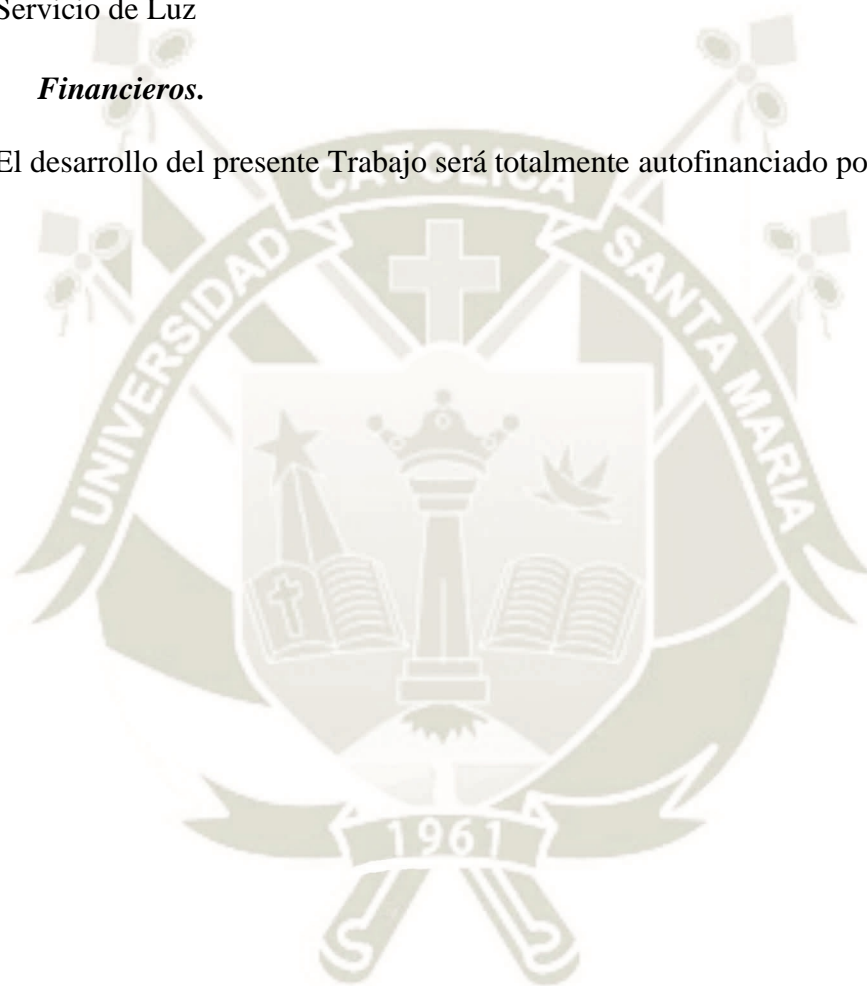 Servicio de Luz
Financieros.
El desarrollo del presente Trabajo será totalmente autofinanciado po
UNIVERSIDAD CATOLICA SANTA MARIA
1961